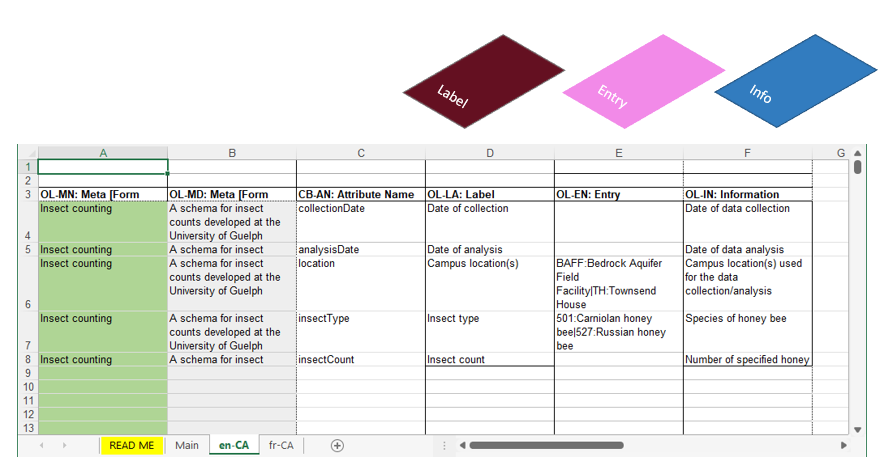 Label
Entry
Info
A B C D E F G
1
2
3 OL-MN: Meta [Form OL-MD: Meta [Form CB-AN: Attribute Name OL-LA: Label OL-EN: Entry OL-IN: Information
Insect counting A schema for insect collectionDate Date of collection Date of data collection
counts developed at the
4 University of Guelph
5 Insect counting A schema for insect analysisDate Date of analysis Date of data analysis
Insect counting A schema for insect location Campus location(s) BAFF:Bedrock Aquifer Campus location(s) used
counts developed at the Field for the data
University of Guelph Facility|TH:Townsend collection/analysis
6 House
Insect counting A schema for insect insectType Insect type 501:Carniolan honey Species of honey bee
counts developed at the bee|527:Russian honey
7 University of Guelph bee
8 Insect counting A schema for insect insectCount Insect count Number of specified honey
9
10
11
12
13
READ ME Main en-CA fr-CA